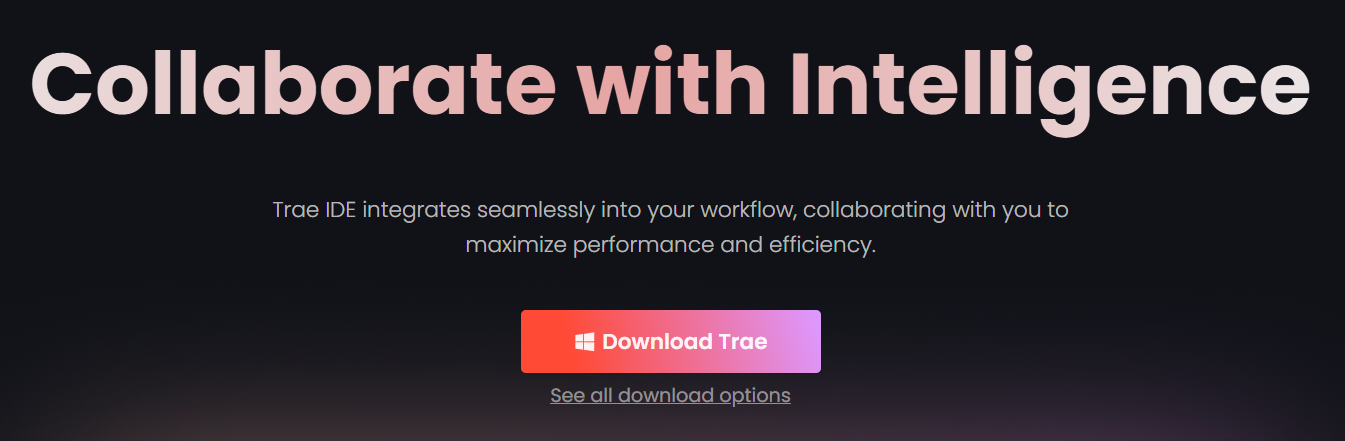 Collaborate with Intelligence
Trae IDE integrates seamlessly into your workflow, collaborating with you to
maximize performance and efficiency.
Download Trae
See all download options